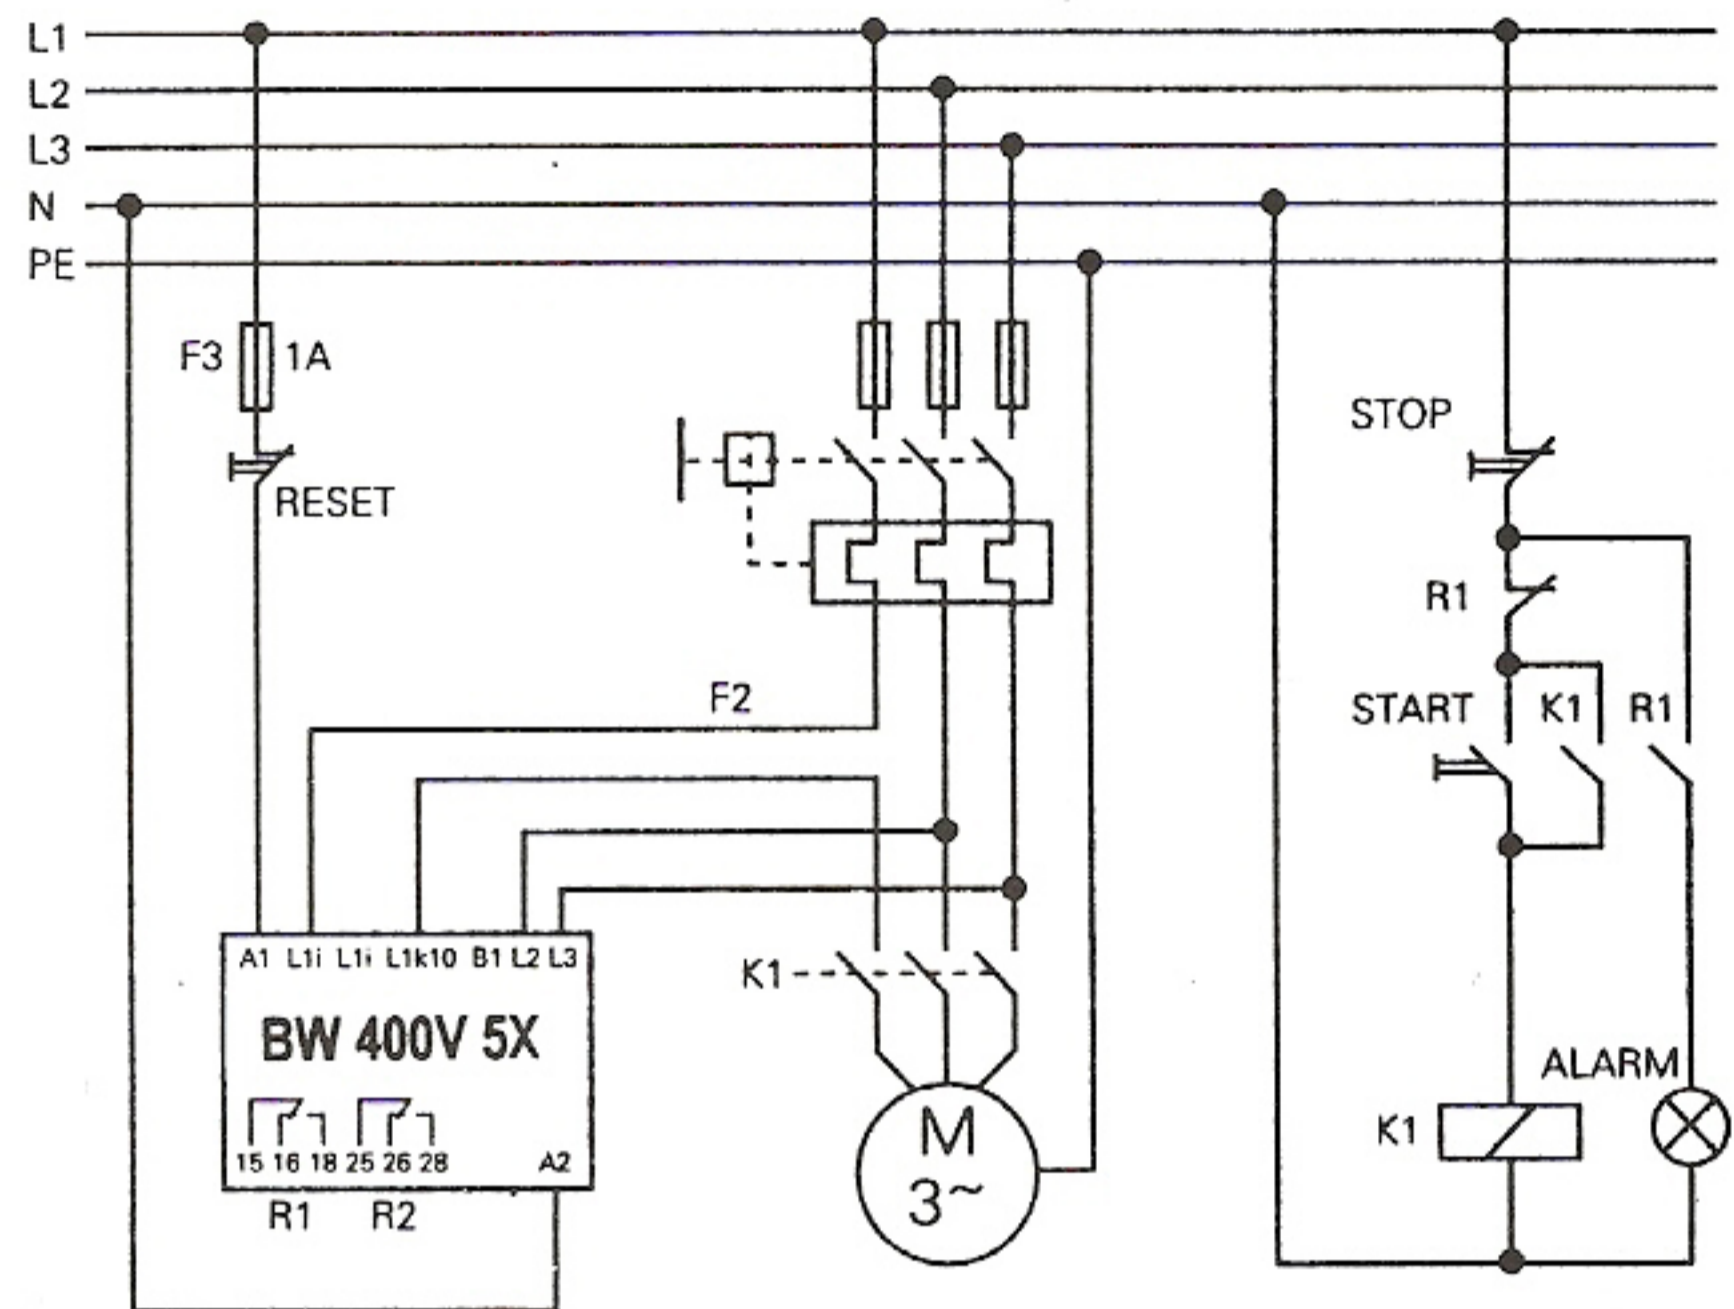 L1
L2
L3
N
PE
F3 1A
RESET
STOP
R1
F2
START K1 R1
A1 L1i L1i L1k10 B1 L2 L3
K1
BW 400V 5X
ALARM
M
3~
K1
15 16 18 25 26 28 A2
R1 R2